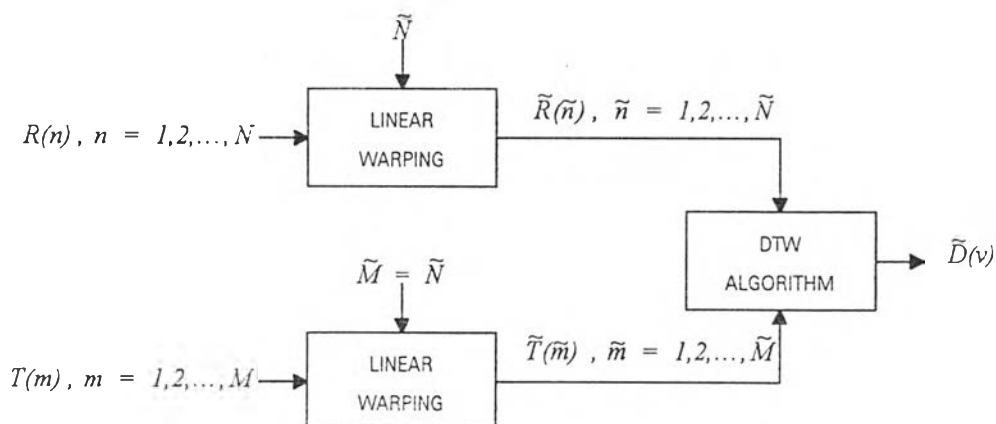 Ñ
LINEAR
WARPING
R(n), n = 1,2,..., N
R̃(ñ), ñ = 1,2,..., Ñ
DTW
ALGORITHM
D̃(v)
M̃ = Ñ
LINEAR
WARPING
T(m), m = 1,2,..., M
T̃(m̃), m̃ = 1,2,..., M̃